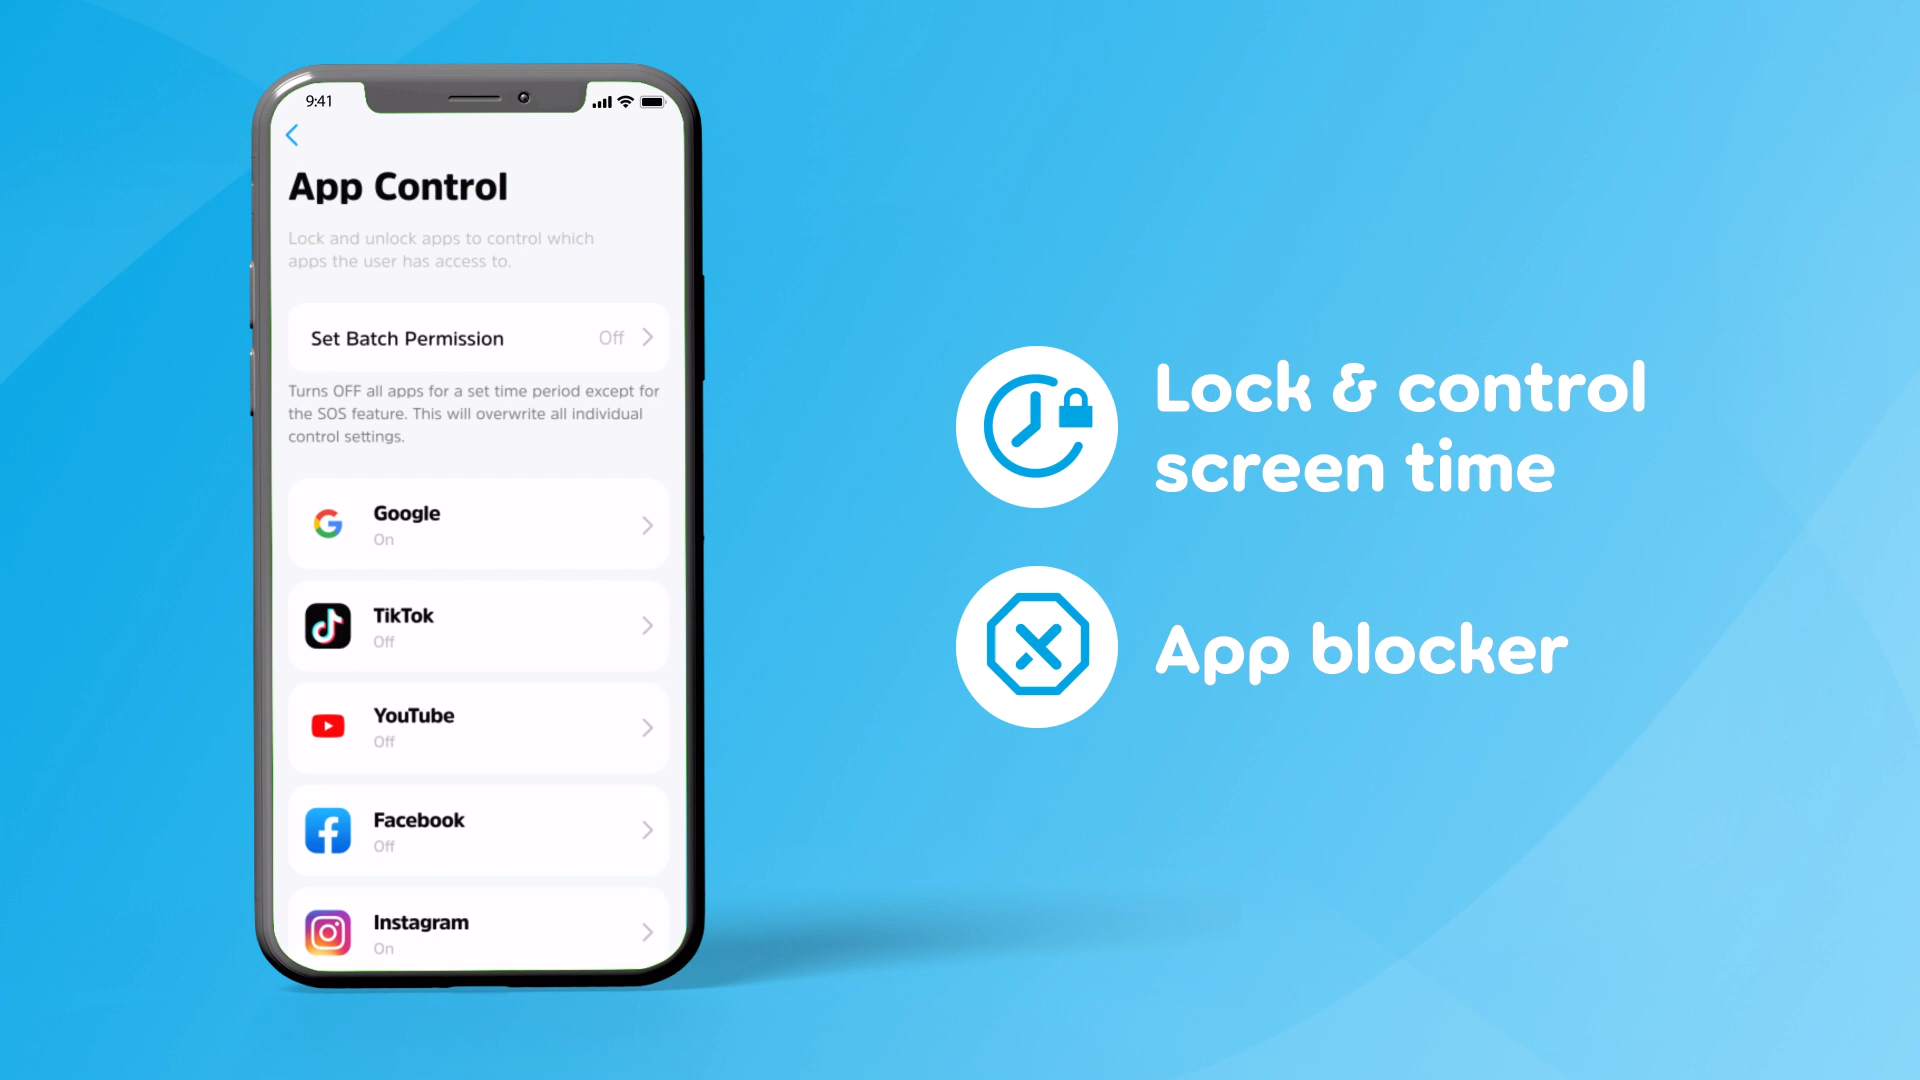 9:41
App Control
Lock and unlock apps to control which
apps the user has access to.
Set Batch Permission
Off
Turns OFF all apps for a set time period except for
the SOS feature. This will overwrite all individual
control settings.
Google
On
TikTok
Off
YouTube
Off
Facebook
Off
Instagram
On
Lock & control
screen time
App blocker